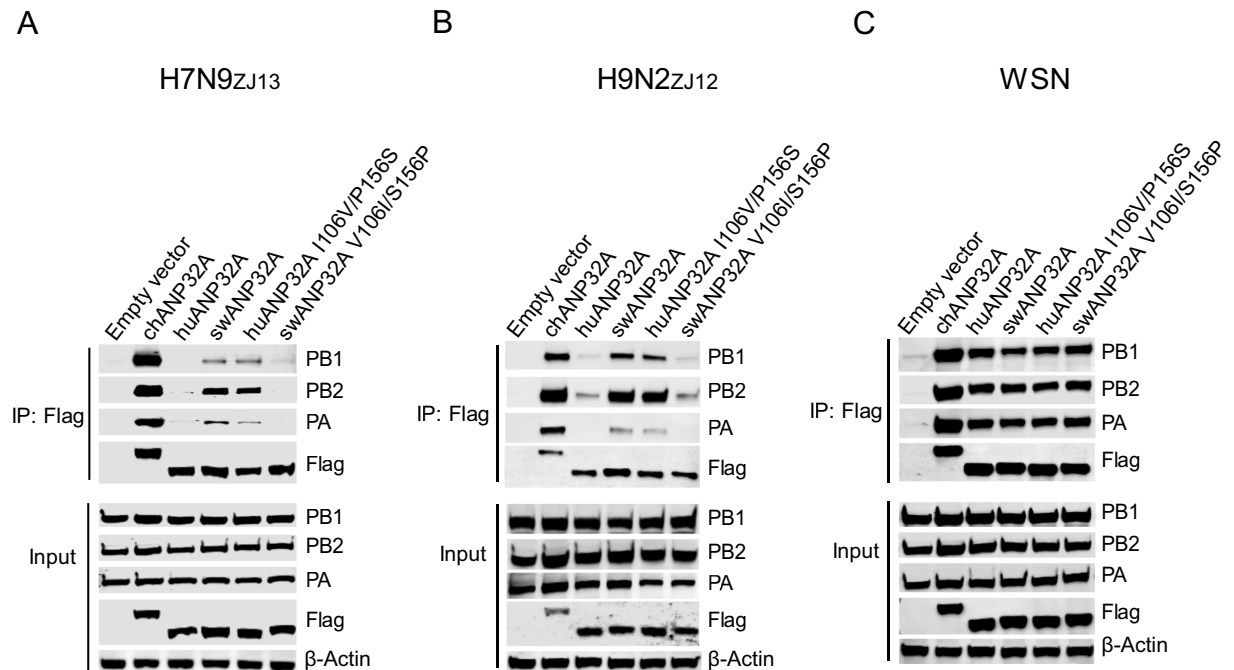 A
H7N9ZJ13
Empty vector
chANP32A
huANP32A
swANP32A
huANP32A I106V/P156S
swANP32A V106I/S156P
IP: Flag
PB1
PB2
PA
Flag
Input
PB1
PB2
PA
Flag
β-Actin
B
H9N2ZJ12
Empty vector
chANP32A
huANP32A
swANP32A
huANP32A I106V/P156S
swANP32A V106I/S156P
IP: Flag
PB1
PB2
PA
Flag
Input
PB1
PB2
PA
Flag
β-Actin
C
WSN
Empty vector
chANP32A
huANP32A
swANP32A
huANP32A I106V/P156S
swANP32A V106I/S156P
IP: Flag
PB1
PB2
PA
Flag
Input
PB1
PB2
PA
Flag
β-Actin